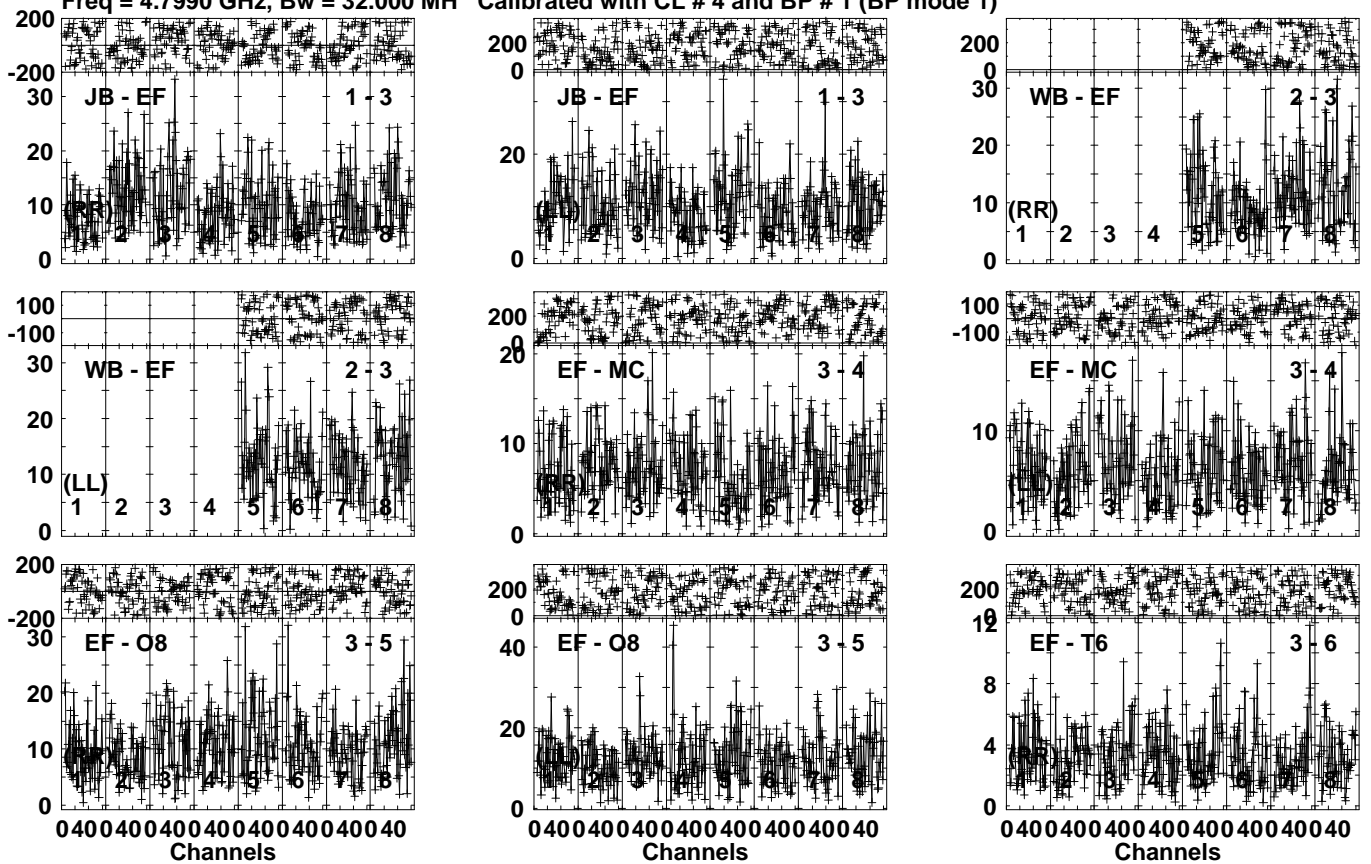 Freq = 4.7990 GHz, Bw = 32.000 MH Calibrated with CL # 4 and BP # 1 (BP mode 1)
200
-200
30
20
10
0
JB - EF 1 - 3
(RR)
1 2 3 4 5 6 7 8
200
0
20
0
JB - EF 1 - 3
(LL)
1 2 3 4 5 6 7 8
200
0
30
20
10
0
WB - EF 2 - 3
(RR)
1 2 3 4 5 6 7 8
100
-100
30
20
10
0
WB - EF 2 - 3
(LL)
1 2 3 4 5 6 7 8
200
0
20
10
0
EF - MC 3 - 4
(RR)
1 2 3 4 5 6 7 8
100
-100
10
0
EF - MC 3 - 4
(LL)
1 2 3 4 5 6 7 8
200
-200
30
20
10
0
EF - O8 3 - 5
(RR)
1 2 3 4 5 6 7 8
0 40 0 40 0 40 0 40 0 40 0 40 0 40 0 40
Channels
200
0
40
20
0
EF - O8 3 - 5
(LL)
1 2 3 4 5 6 7 8
0 40 0 40 0 40 0 40 0 40 0 40 0 40 0 40
Channels
200
0
12
8
4
0
EF - T6 3 - 6
(RR)
1 2 3 4 5 6 7 8
0 40 0 40 0 40 0 40 0 40 0 40 0 40 0 40
Channels